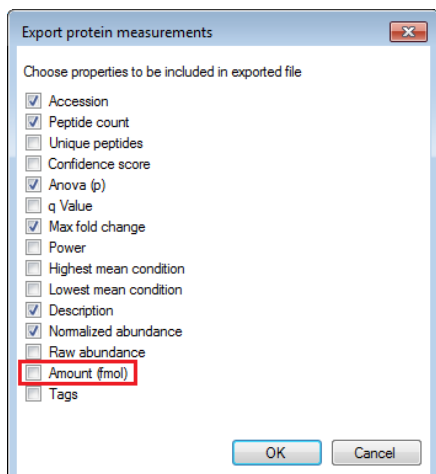 Export protein measurements
Choose properties to be included in exported file
Accession
Peptide count
Unique peptides
Confidence score
Anova (p)
q Value
Max fold change
Power
Highest mean condition
Lowest mean condition
Description
Normalized abundance
Raw abundance
Amount (fmol)
Tags
OK Cancel